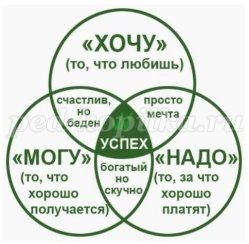 «ХОЧУ»
(то, что любишь)
счастлив,
но
беден
просто
мечта
УСПЕХ
«МОГУ»
(то, что
хорошо
получается)
богатый
но
скучно
«НАДО»
(то, за что
хорошо
платят)